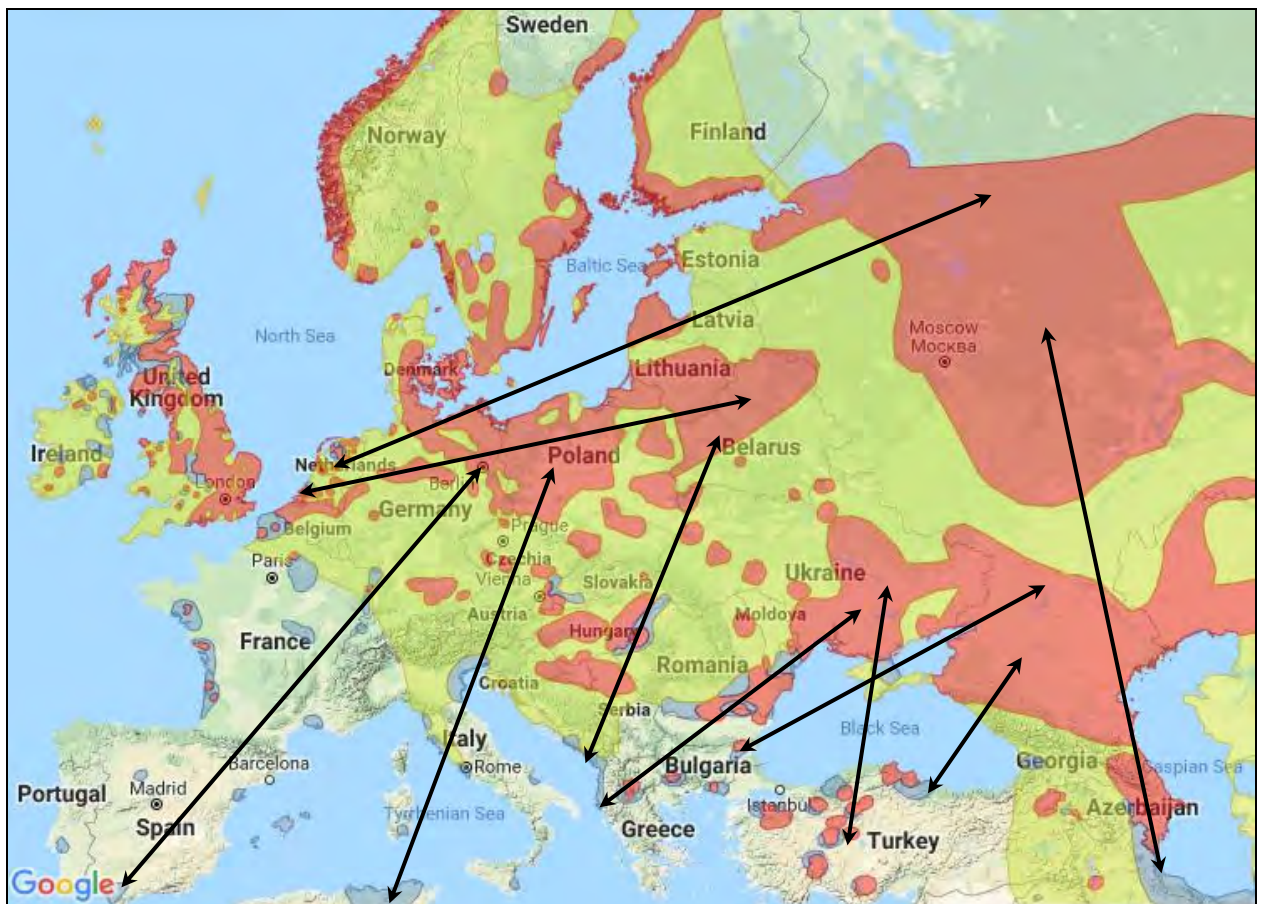 Sweden
Norway
Finland
Estonia
Baltic Sea
Latvia
North Sea
Moscow
Москва
Denmark
Lithuania
United
Kingdom
Ireland
Netherlands
Poland
Belarus
London
Berlin
Germany
Belgium
Prague
Paris
Czechia
Vienna
Slovakia
Ukraine
Austria
Moldova
France
Hungary
Romania
Croatia
Serbia
Black Sea
Italy
Barcelona
Rome
Bulgaria
Georgia
Caspian Sea
Portugal
Madrid
Istanbul
Azerbaijan
Tyrrhenian Sea
Spain
Greece
Turkey
Google